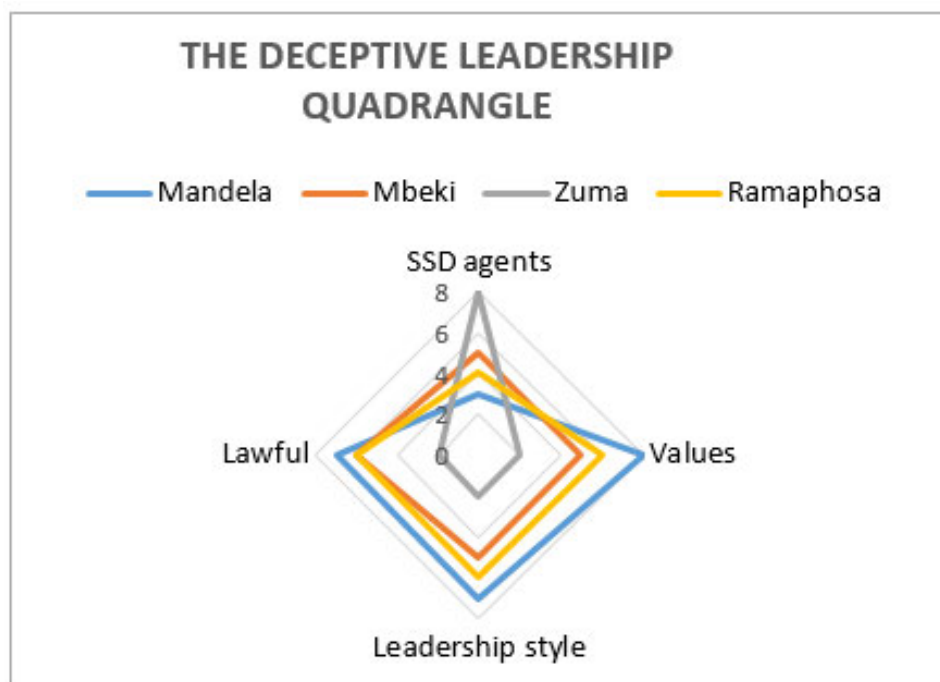 THE DECEPTIVE LEADERSHIP
QUADRANGLE
Mandela Mbeki Zuma Ramaphosa
SSD agents
8
6
4
2
Lawful 0 Values
Leadership style